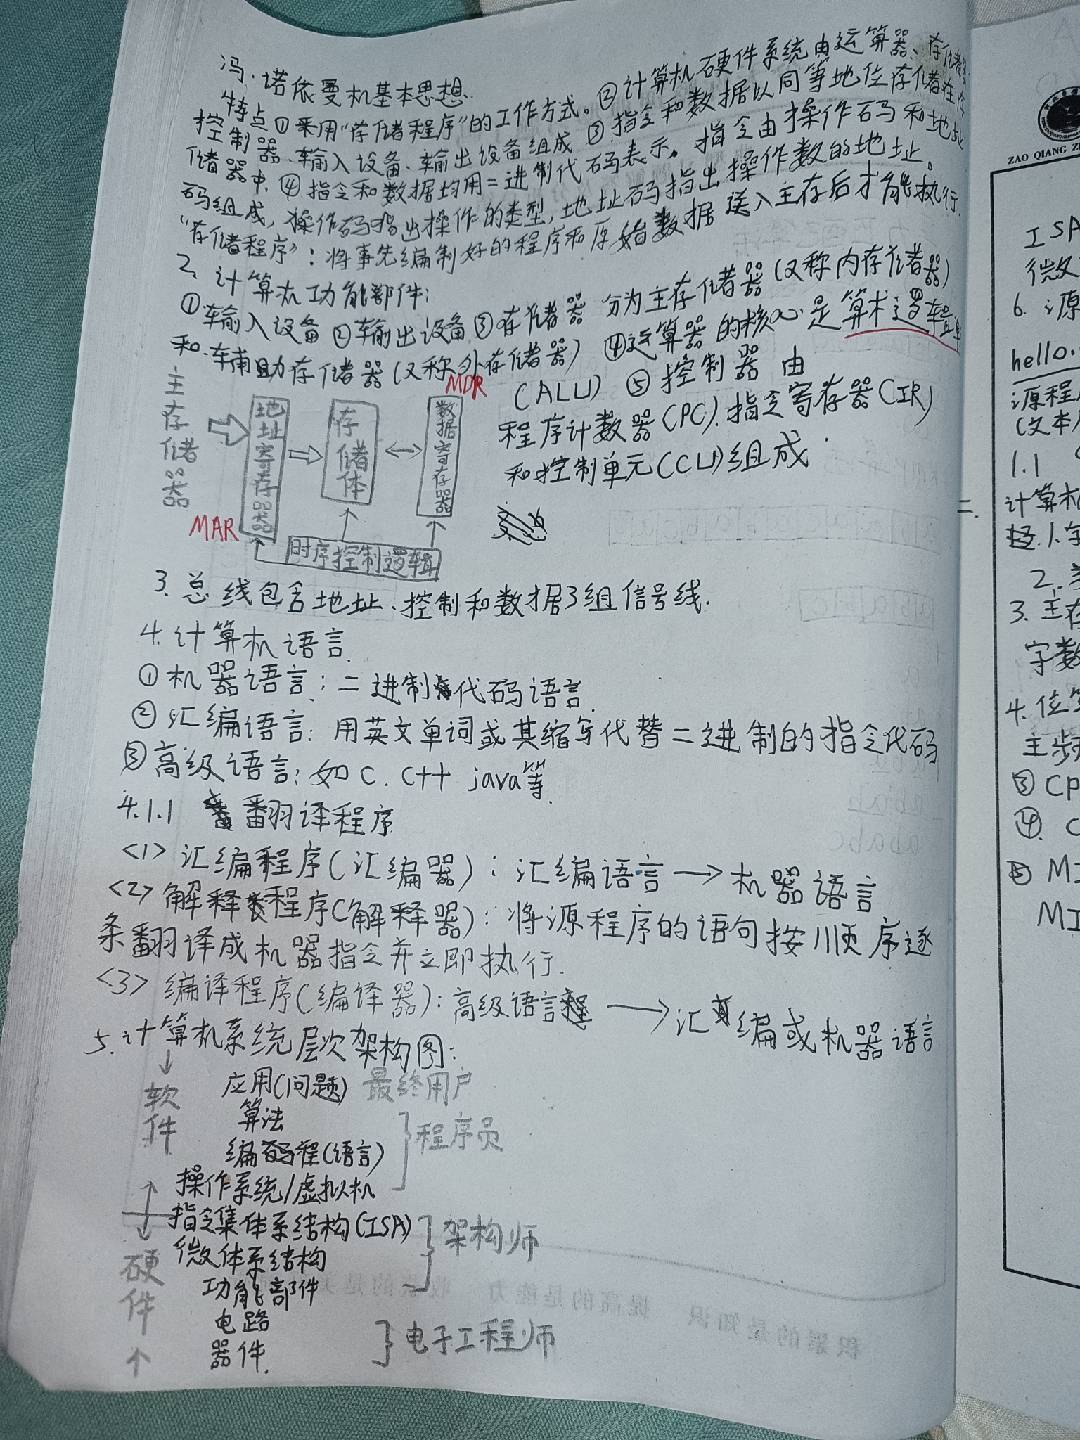 冯·诺依曼机基本思想.
特点①采用"存储程序"的工作方式。②计算机硬件系统由运算器、存储器、
控制器、输入设备、输出设备组成 ③指令和数据以同等地位存储在
储器中. ④指令和数据均用二进制代码表示。指令由操作码和地址
码组成, 操作码指出操作的类型, 地址码指出操作数的地址。
"存储程序": 将事先编制好的程序和原始数据送入主存后才能执行.
2. 计算机功能部件:
①输入设备 ②输出设备 ③存储器 分为主存储器(又称内存储器)
和辅助存储器(又称外存储器) ④运算器的核心是算术逻辑
(ALU) ⑤控制器 由
程序计数器(PC). 指令寄存器(IR)
和控制单元(CU)组成.
主存储器
地址寄存器
存储体
数据寄存器
MDR
MAR
时序控制逻辑
3. 总线包含地址、控制和数据3组信号线.
4. 计算机语言.
①机器语言: 二进制代码语言.
②汇编语言: 用英文单词或其缩写代替二进制的指令代码
③高级语言: 如C. C++ java等.
4.1.1 翻译程序
<1> 汇编程序(汇编器): 汇编语言→机器语言
<2> 解释程序(解释器): 将源程序的语句按顺序逐
条翻译成机器指令并立即执行.
<3> 编译程序(编译器): 高级语言→汇编或机器语言
5. 计算机系统层次架构图:
软件
硬件
应用(问题) 最终用户
算法
编程(语言)
程序员
操作系统/虚拟机
指令集体系结构(ISA)
架构师
微体系结构
功能部件
电路
电子工程师
器件.
积累的是知识 提高的是能力 收获的是
ZAO QIANG Z
ISA
微
6. 源
hello.
源程
(文本
1.1
计算机
二.
1.字
2.
3. 主存
字数
4. 位
主频
③ CP
④ C
⑤ MI
MI